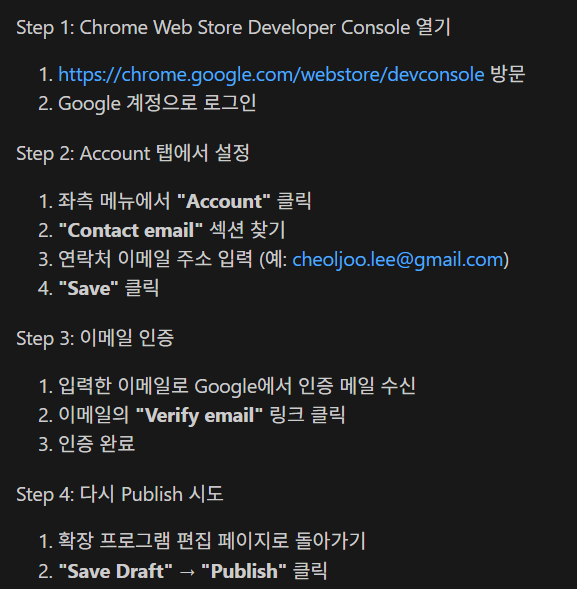 Step 1: Chrome Web Store Developer Console 열기
1. https://chrome.google.com/webstore/devconsole 방문
2. Google 계정으로 로그인
Step 2: Account 탭에서 설정
1. 좌측 메뉴에서 "Account" 클릭
2. "Contact email" 섹션 찾기
3. 연락처 이메일 주소 입력 (예: cheoljoo.lee@gmail.com)
4. "Save" 클릭
Step 3: 이메일 인증
1. 입력한 이메일로 Google에서 인증 메일 수신
2. 이메일의 "Verify email" 링크 클릭
3. 인증 완료
Step 4: 다시 Publish 시도
1. 확장 프로그램 편집 페이지로 돌아가기
2. "Save Draft" → "Publish" 클릭